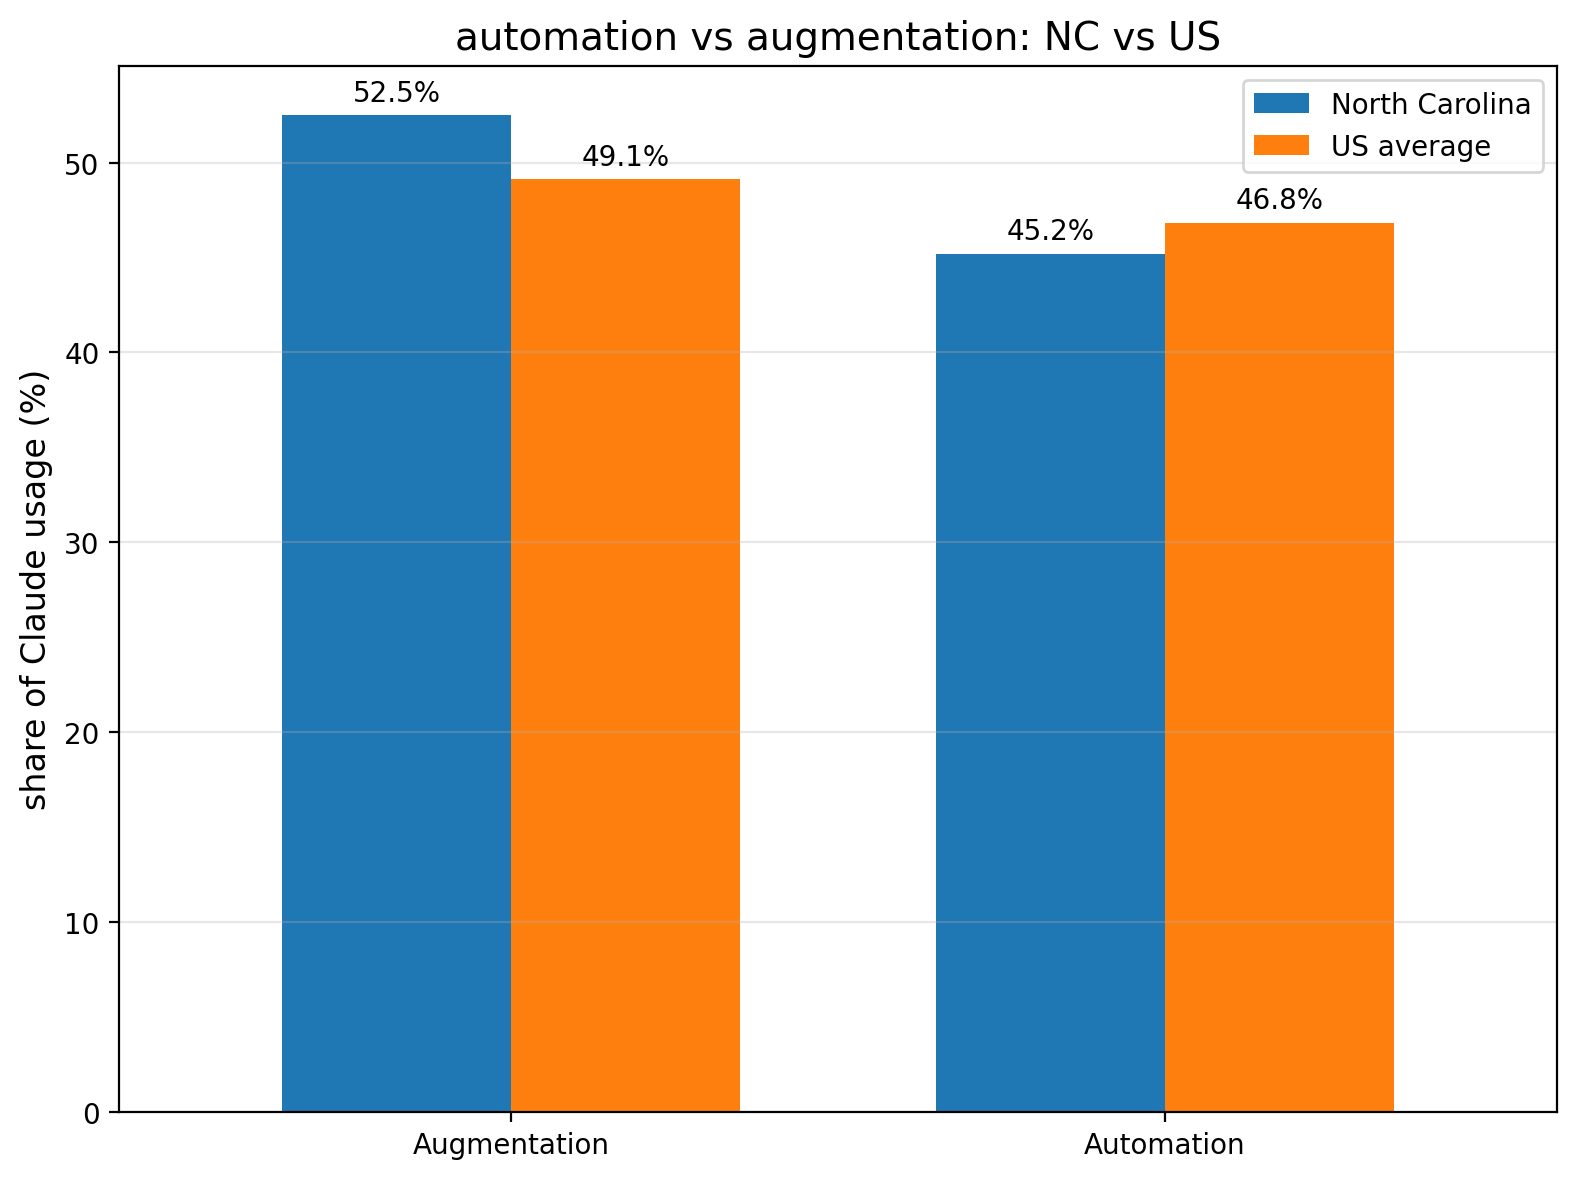 automation vs augmentation: NC vs US
52.5%
49.1%
45.2%
46.8%
North Carolina
US average
share of Claude usage (%)
50
40
30
20
10
0
Augmentation
Automation